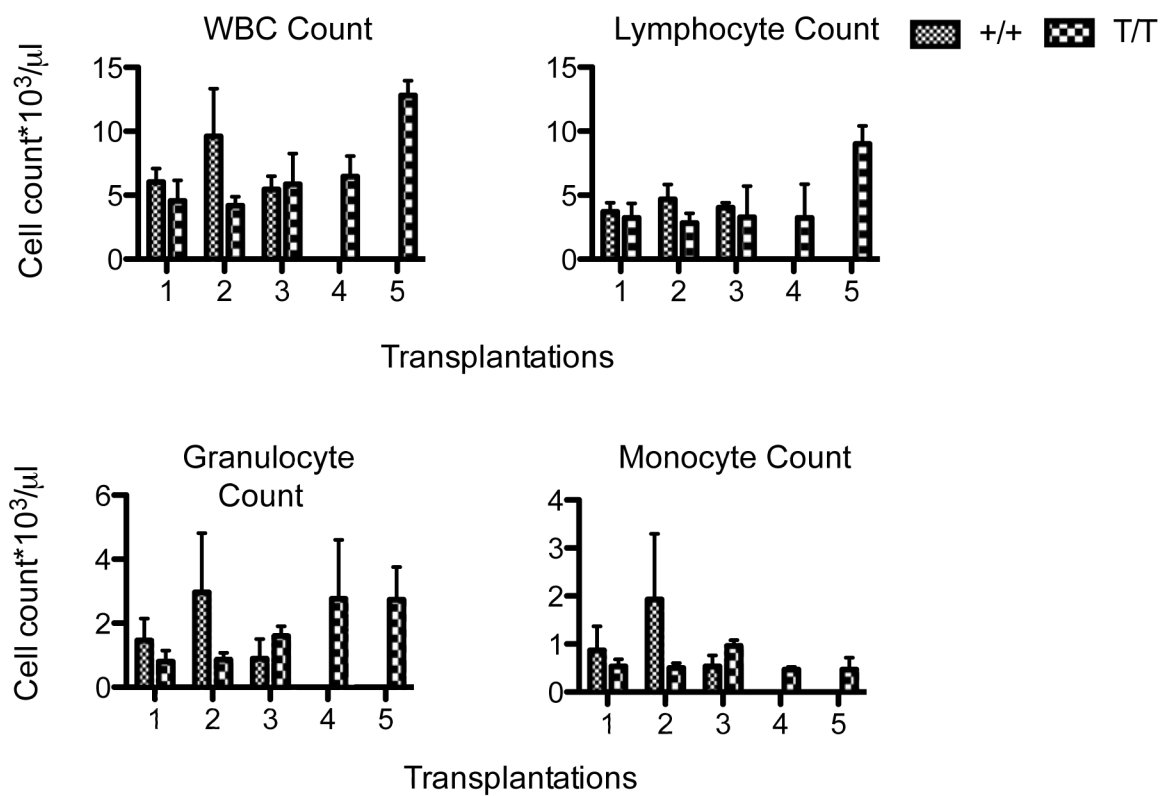 WBC Count
Cell count*10³/µl
15
10
5
0
1 2 3 4 5
Lymphocyte Count
+/+ T/T
15
10
5
0
1 2 3 4 5
Transplantations
Granulocyte
Count
Cell count*10³/µl
6
4
2
0
1 2 3 4 5
Monocyte Count
4
3
2
1
0
1 2 3 4 5
Transplantations